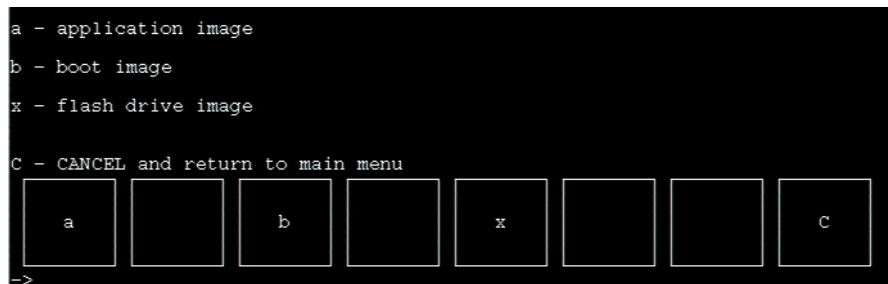 a - application image
b - boot image
x - flash drive image
C - CANCEL and return to main menu
a b x C
->